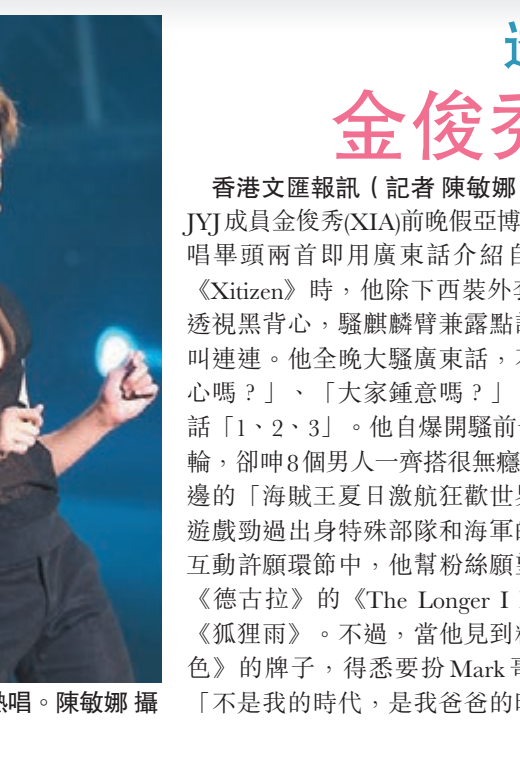 金俊秀
香港文匯報訊（記者 陳敏娜
JYJ成員金俊秀(XIA)前晚假亞博
唱畢頭兩首即用廣東話介紹自
《Xitizen》時，他除下西裝外套
透視黑背心，騷麒麟臂兼露點
叫連連。他全晚大騷廣東話，不
心嗎？」、「大家鍾意嗎？」
話「1、2、3」。他自爆開騷前
輪，卻呻8個男人一齊搭很無癮
邊的「海賊王夏日激航狂歡世界
遊戲勁過出身特殊部隊和海軍的
互動許願環節中，他幫粉絲願望
《德古拉》的《The Longer I
《狐狸雨》。不過，當他見到粉
色》的牌子，得悉要扮Mark哥
「不是我的時代，是我爸爸的時
熱唱。陳敏娜 攝